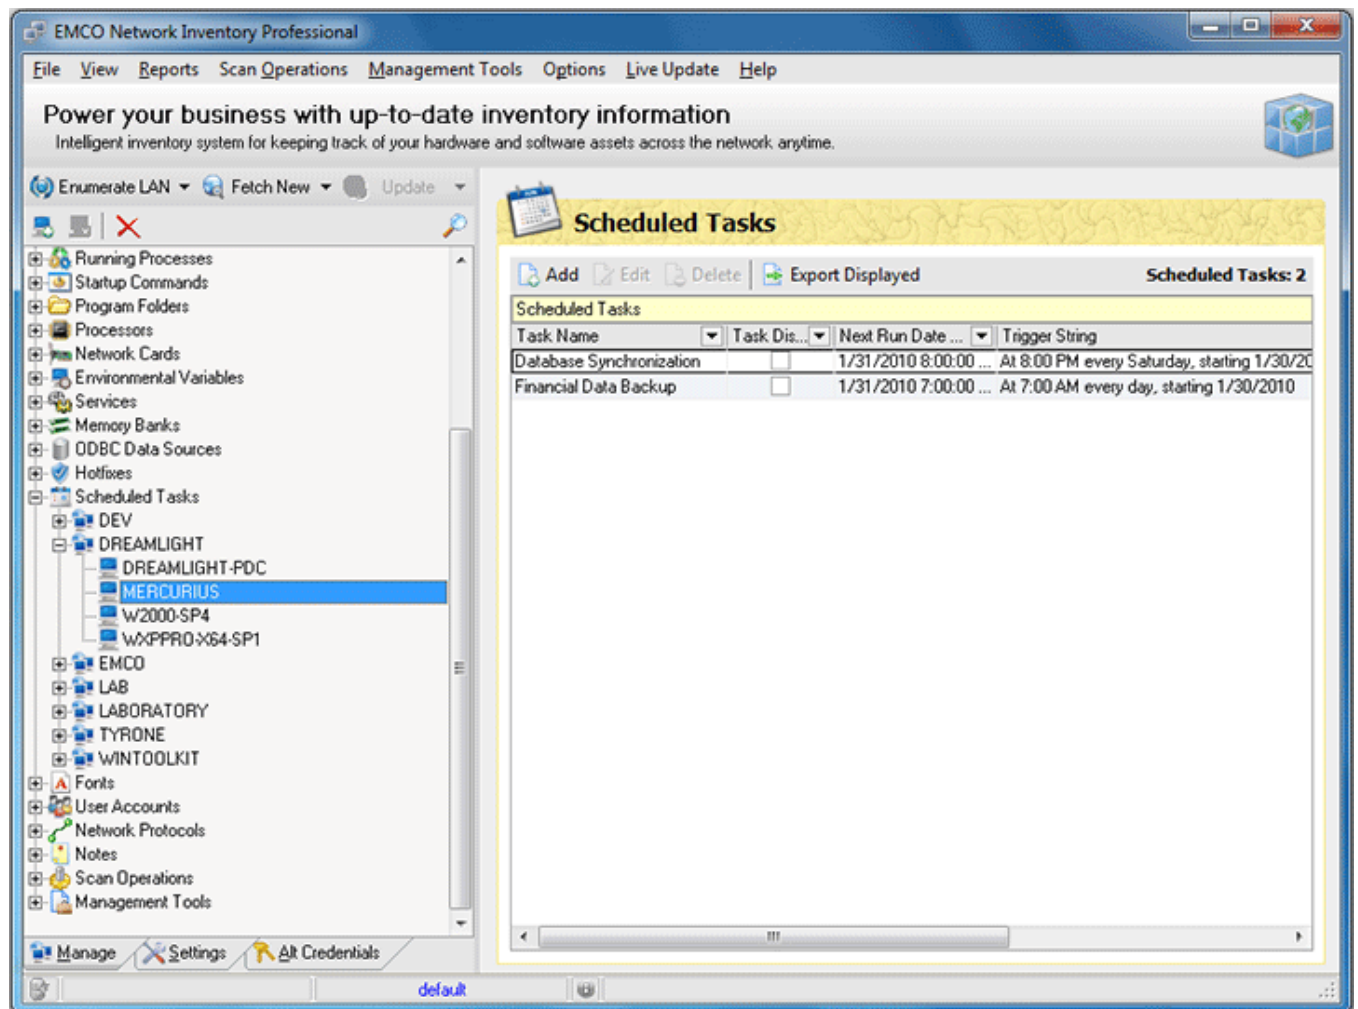 EMCO Network Inventory Professional
File View Reports Scan Operations Management Tools Options Live Update Help
Power your business with up-to-date inventory information
Intelligent inventory system for keeping track of your hardware and software assets across the network anytime.
Enumerate LAN Fetch New Update
Running Processes
Startup Commands
Program Folders
Processors
Network Cards
Environmental Variables
Services
Memory Banks
ODBC Data Sources
Hotfixes
Scheduled Tasks
DEV
DREAMLIGHT
DREAMLIGHT-PDC
MERCURIUS
W2000-SP4
WXPPRO-X64-SP1
EMCO
LAB
LABORATORY
TYRONE
WINTOOLKIT
Fonts
User Accounts
Network Protocols
Notes
Scan Operations
Management Tools
Manage Settings Alt Credentials
Scheduled Tasks
Add Edit Delete Export Displayed Scheduled Tasks: 2
Scheduled Tasks
Task Name Task Dis... Next Run Date ... Trigger String
Database Synchronization 1/31/2010 8:00:00 ... At 8:00 PM every Saturday, starting 1/30/20
Financial Data Backup 1/31/2010 7:00:00 ... At 7:00 AM every day, starting 1/30/2010
default